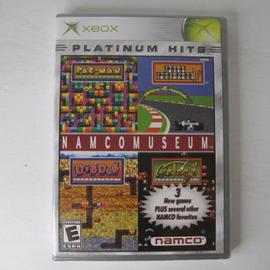 XBOX
PLATINUM HITS
PAC-MAN
POLE POSITION
NAMCOMUSEUM
DIG DUG
GALAGA
3
New games
PLUS several other
NAMCO favorites
E
namco